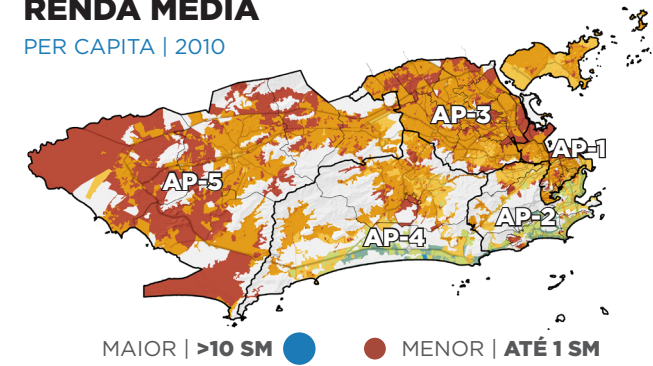 RENDA MÉDIA
PER CAPITA | 2010
AP-3
AP-1
AP-5
AP-2
AP-4
MAIOR | >10 SM
MENOR | ATÉ 1 SM